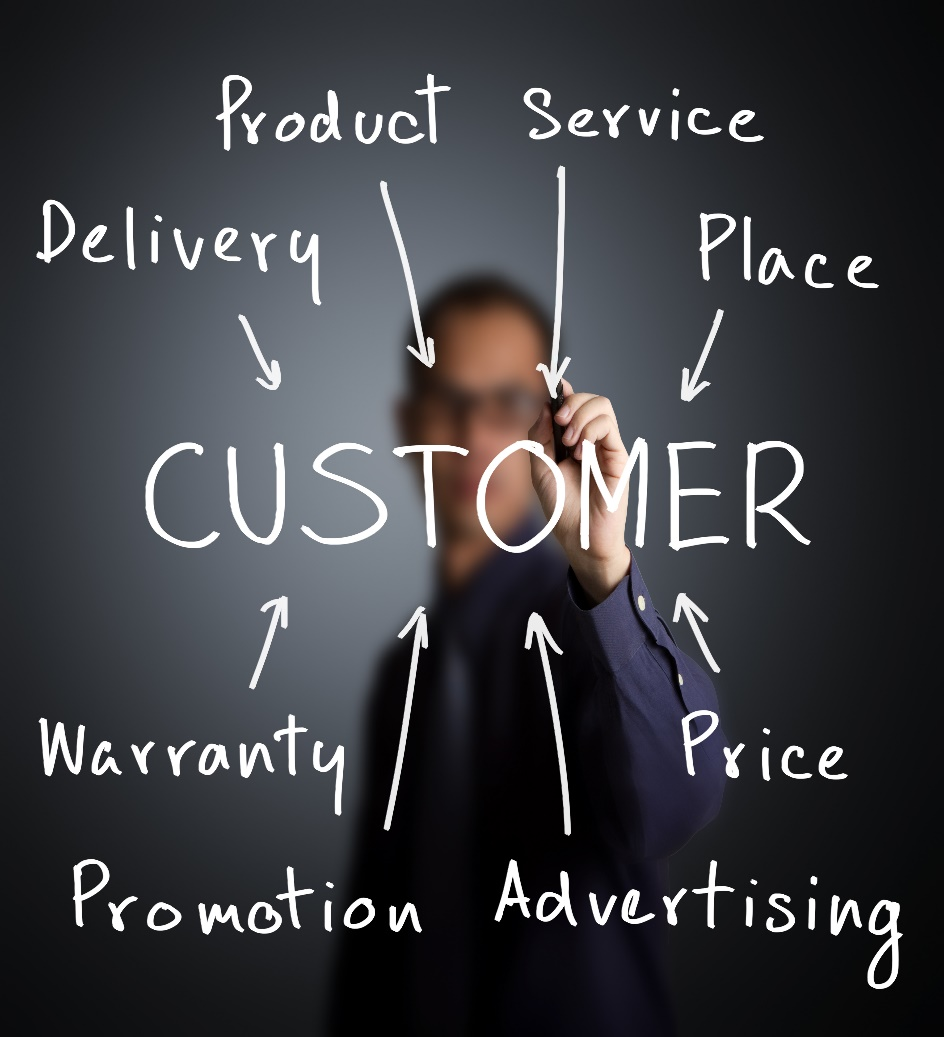 Product Service
Delivery Place
CUSTOMER
Warranty Price
Promotion Advertising